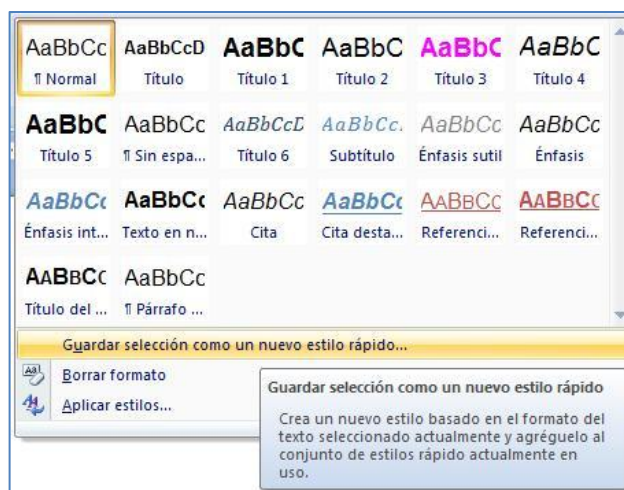 AaBbCc AaBbCcD AaBbC AaBbC AaBbC AaBbC
¶ Normal Título Título 1 Título 2 Título 3 Título 4
AaBbC AaBbCc AaBbCcD AaBbCc. AaBbCc AaBbCc
Título 5 ¶ Sin espa... Título 6 Subtítulo Énfasis sutil Énfasis
AaBbCc AaBbCc AaBbCc AaBbCc AaBbCc AaBbCc
Énfasis int... Texto en n... Cita Cita desta... Referenci... Referenci...
AaBbCc AaBbCc
Título del ... ¶ Párrafo ...
Guardar selección como un nuevo estilo rápido...
Borrar formato
Aplicar estilos...
Guardar selección como un nuevo estilo rápido
Crea un nuevo estilo basado en el formato del
texto seleccionado actualmente y agréguelo al
conjunto de estilos rápido actualmente en
uso.